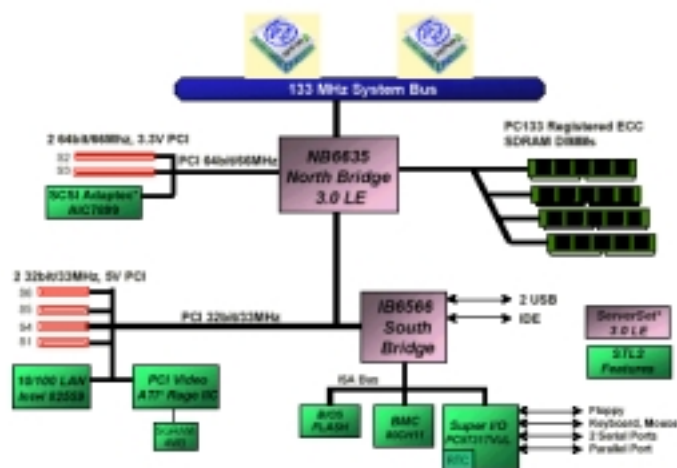 133 MHz System Bus
2 64bit/66Mhz, 3.3V PCI
S2
S3
PCI 64bit/66MHz
SCSI Adaptec*
AIC7899
NB6635
North Bridge
3.0 LE
PC133 Registered ECC
SDRAM DIMMs
2 32bit/33MHz, 5V PCI
S6
S5
S4
S1
PCI 32bit/33MHz
IB6566
South
Bridge
2 USB
IDE
ServerSet*
3.0 LE
STL2
Features
10/100 LAN
Intel 82559
PCI Video
ATI* Rage IIC
SGRAM
ISA Bus
BIOS
FLASH
BMC
Super I/O
PC97317VUL
RTC
Floppy
Keyboard, Mouse
2 Serial Ports
Parallel Port